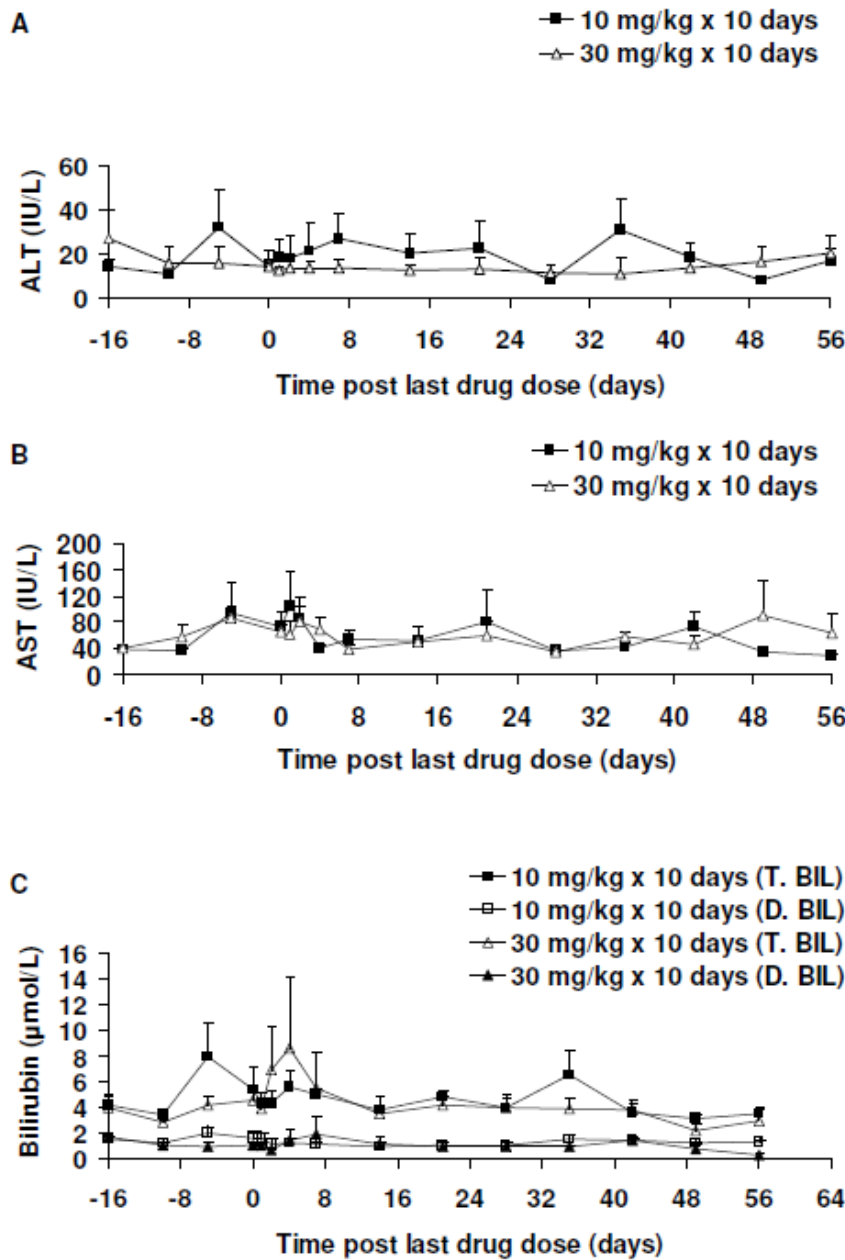 A
10 mg/kg x 10 days
30 mg/kg x 10 days
60
40
20
0
ALT (IU/L)
-16 -8 0 8 16 24 32 40 48 56
Time post last drug dose (days)
B
10 mg/kg x 10 days
30 mg/kg x 10 days
200
160
120
80
40
0
AST (IU/L)
-16 -8 0 8 16 24 32 40 48 56
Time post last drug dose (days)
C
10 mg/kg x 10 days (T. BIL)
10 mg/kg x 10 days (D. BIL)
30 mg/kg x 10 days (T. BIL)
30 mg/kg x 10 days (D. BIL)
16
14
12
10
8
6
4
2
0
Bilirubin (µmol/L)
-16 -8 0 8 16 24 32 40 48 56 64
Time post last drug dose (days)